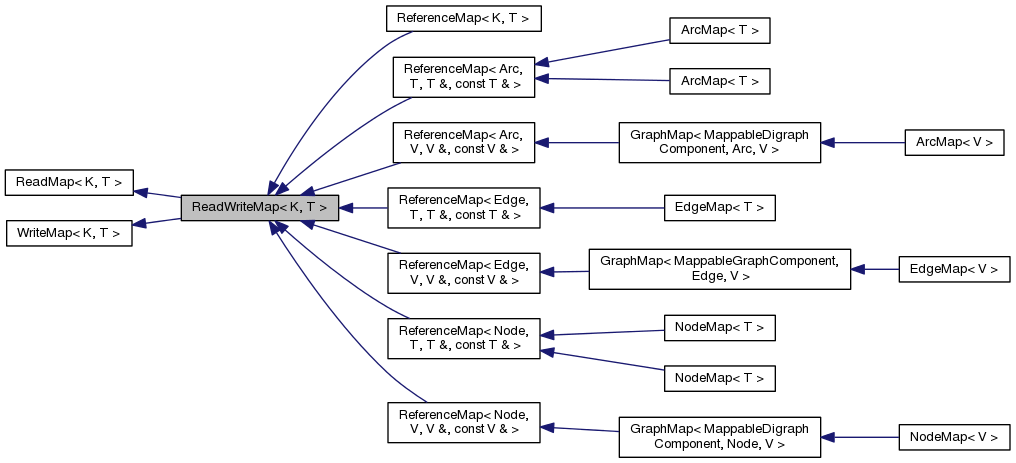 ReferenceMap< K, T >
ArcMap< T >
ReferenceMap< Arc,
T, T &, const T & >
ArcMap< T >
ReferenceMap< Arc,
V, V &, const V & >
GraphMap< MappableDigraph
Component, Arc, V >
ArcMap< V >
ReadMap< K, T >
ReadWriteMap< K, T >
WriteMap< K, T >
ReferenceMap< Edge,
T, T &, const T & >
EdgeMap< T >
ReferenceMap< Edge,
V, V &, const V & >
GraphMap< MappableGraphComponent,
Edge, V >
EdgeMap< V >
ReferenceMap< Node,
T, T &, const T & >
NodeMap< T >
NodeMap< T >
ReferenceMap< Node,
V, V &, const V & >
GraphMap< MappableDigraph
Component, Node, V >
NodeMap< V >